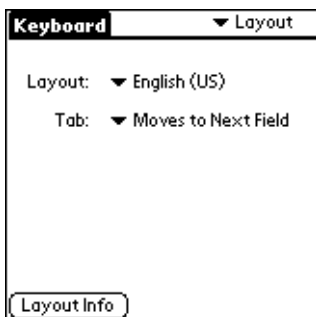 Keyboard Layout
Layout: English (US)
Tab: Moves to Next Field
Layout Info